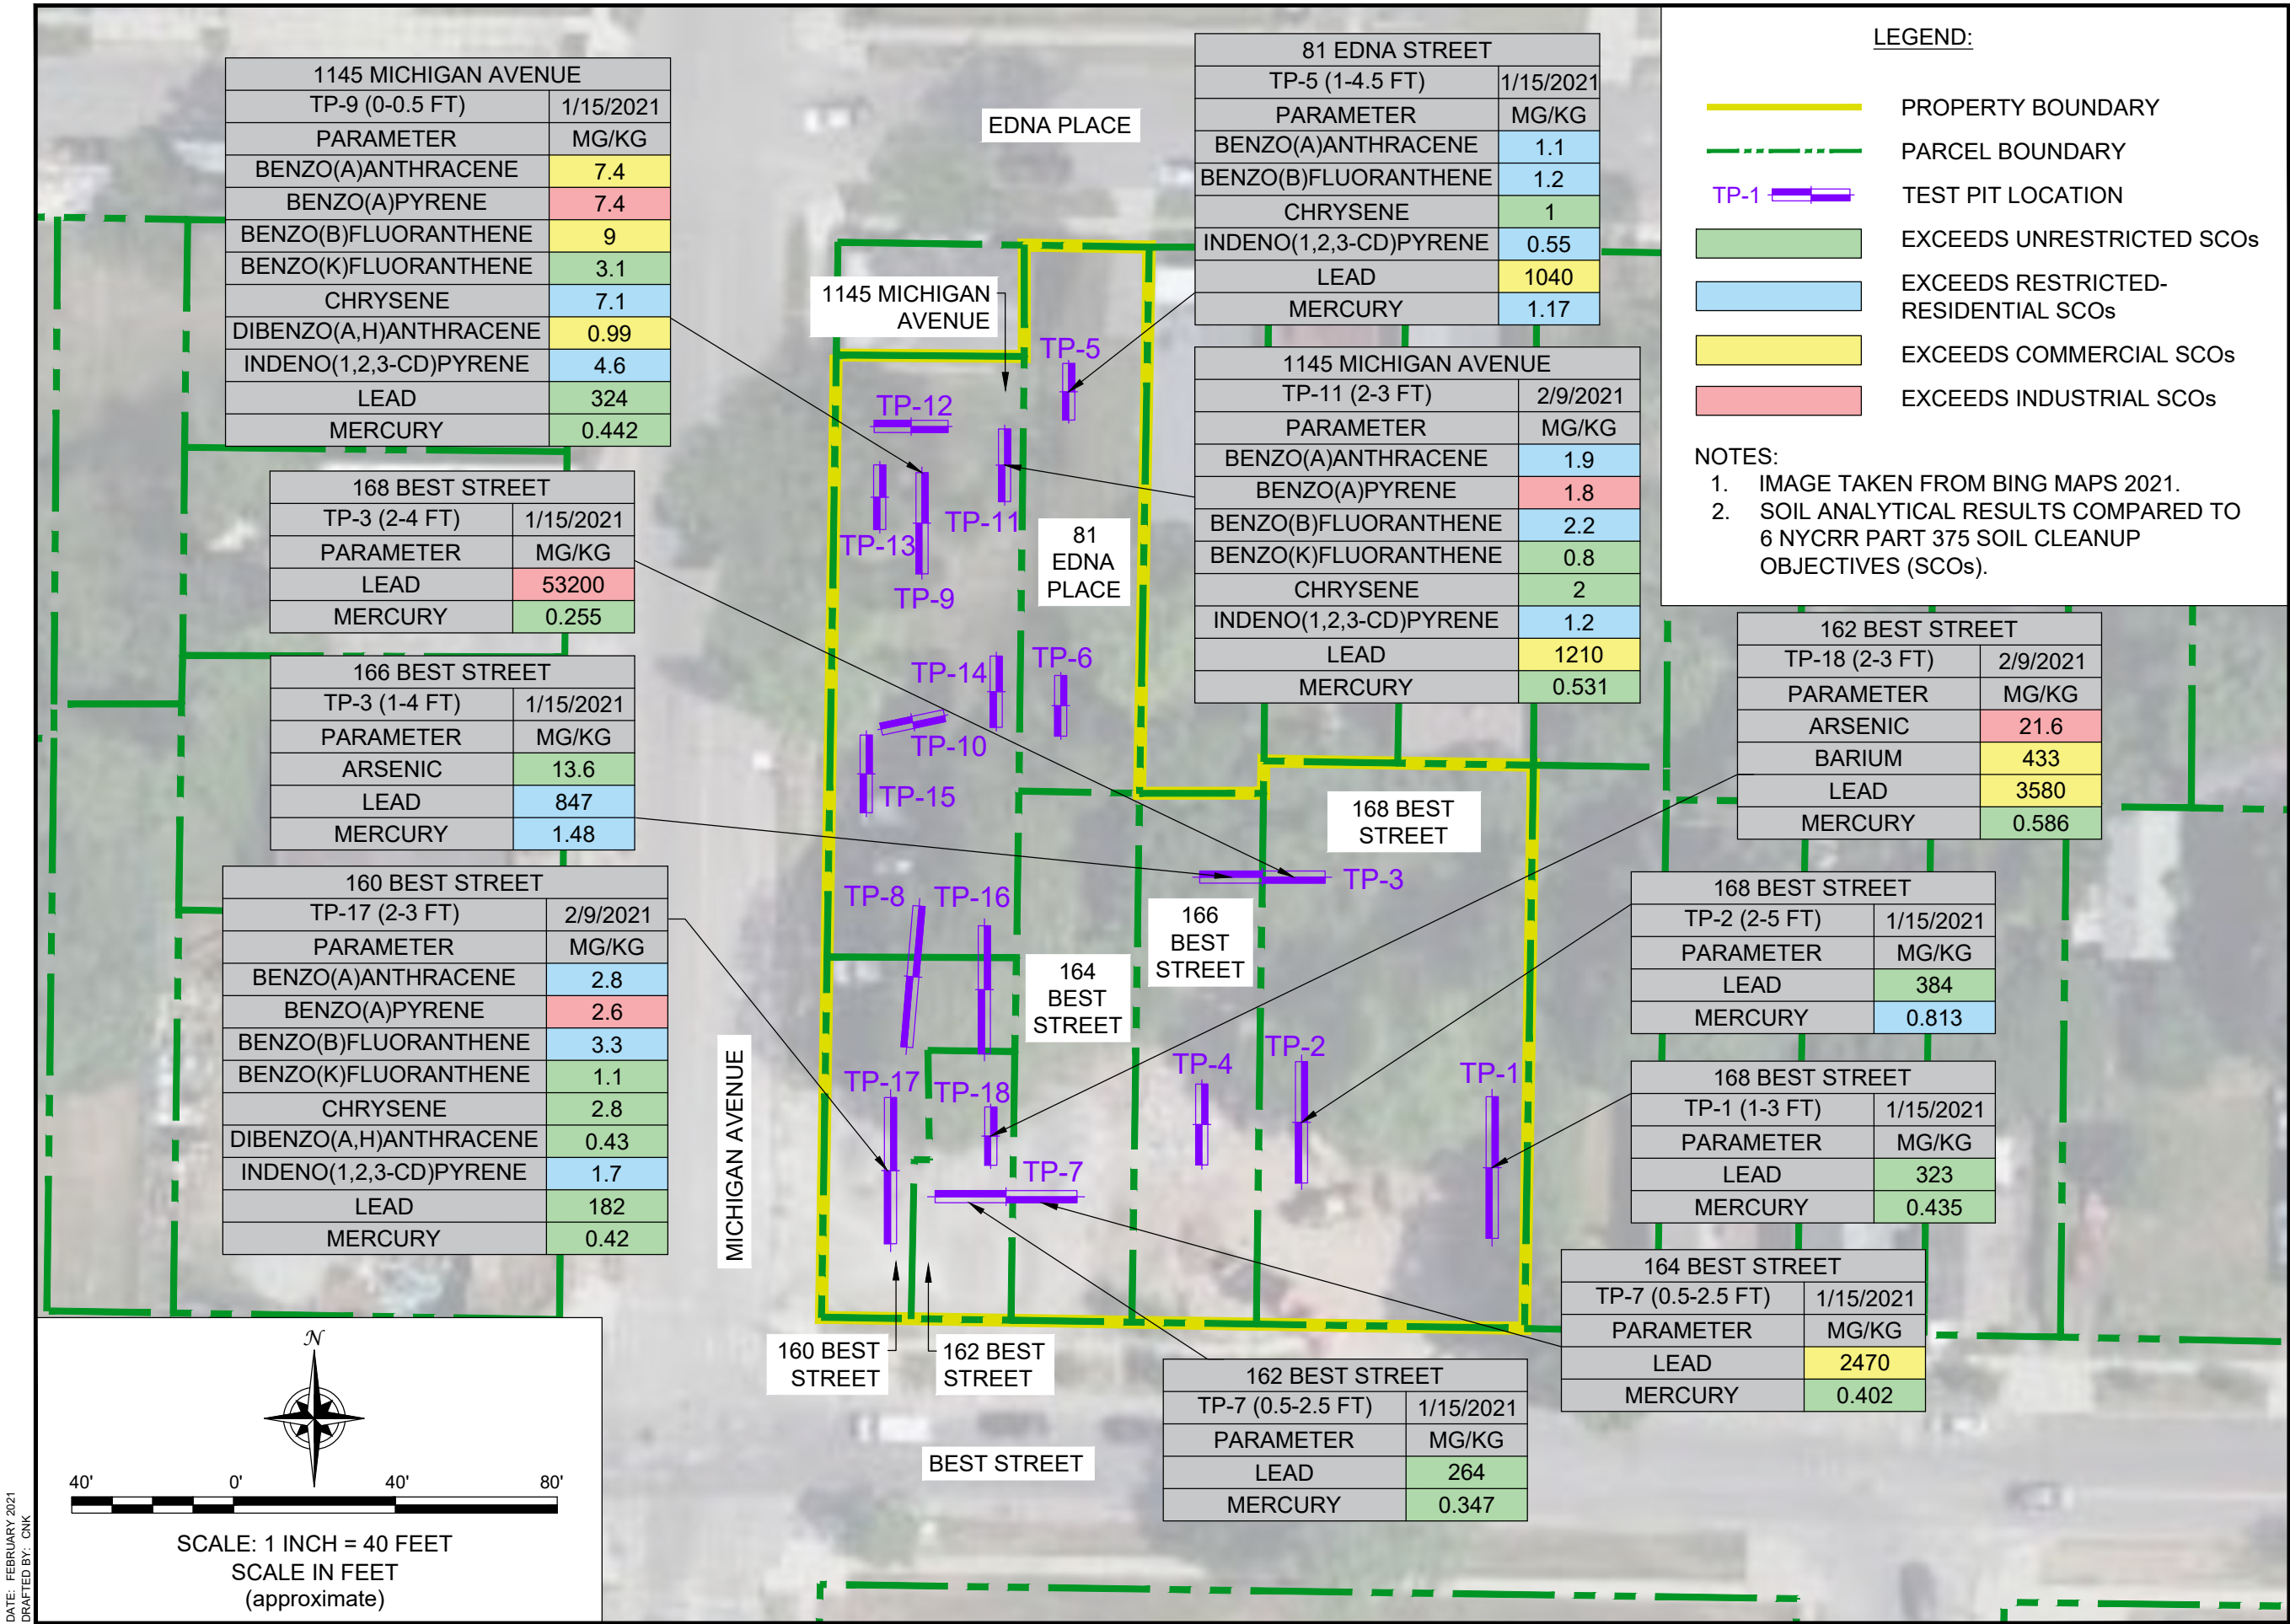 1145 MICHIGAN AVENUE
TP-9 (0-0.5 FT) 1/15/2021
PARAMETER MG/KG
BENZO(A)ANTHRACENE 7.4
BENZO(A)PYRENE 7.4
BENZO(B)FLUORANTHENE 9
BENZO(K)FLUORANTHENE 3.1
CHRYSENE 7.1
DIBENZO(A,H)ANTHRACENE 0.99
INDENO(1,2,3-CD)PYRENE 4.6
LEAD 324
MERCURY 0.442
168 BEST STREET
TP-3 (2-4 FT) 1/15/2021
PARAMETER MG/KG
LEAD 53200
MERCURY 0.255
166 BEST STREET
TP-3 (1-4 FT) 1/15/2021
PARAMETER MG/KG
ARSENIC 13.6
LEAD 847
MERCURY 1.48
160 BEST STREET
TP-17 (2-3 FT) 2/9/2021
PARAMETER MG/KG
BENZO(A)ANTHRACENE 2.8
BENZO(A)PYRENE 2.6
BENZO(B)FLUORANTHENE 3.3
BENZO(K)FLUORANTHENE 1.1
CHRYSENE 2.8
DIBENZO(A,H)ANTHRACENE 0.43
INDENO(1,2,3-CD)PYRENE 1.7
LEAD 182
MERCURY 0.42
N
40' 0' 40' 80'
SCALE: 1 INCH = 40 FEET
SCALE IN FEET
(approximate)
DATE: FEBRUARY 2021
DRAFTED BY: CNK
EDNA PLACE
1145 MICHIGAN
AVENUE
TP-5
TP-12
TP-11
TP-13
TP-9
81
EDNA
PLACE
TP-14
TP-6
TP-10
TP-15
168 BEST
STREET
TP-3
TP-8
TP-16
166
BEST
STREET
164
BEST
STREET
TP-17
TP-18
TP-4
TP-2
TP-1
TP-7
MICHIGAN AVENUE
160 BEST
STREET
162 BEST
STREET
BEST STREET
81 EDNA STREET
TP-5 (1-4.5 FT) 1/15/2021
PARAMETER MG/KG
BENZO(A)ANTHRACENE 1.1
BENZO(B)FLUORANTHENE 1.2
CHRYSENE 1
INDENO(1,2,3-CD)PYRENE 0.55
LEAD 1040
MERCURY 1.17
1145 MICHIGAN AVENUE
TP-11 (2-3 FT) 2/9/2021
PARAMETER MG/KG
BENZO(A)ANTHRACENE 1.9
BENZO(A)PYRENE 1.8
BENZO(B)FLUORANTHENE 2.2
BENZO(K)FLUORANTHENE 0.8
CHRYSENE 2
INDENO(1,2,3-CD)PYRENE 1.2
LEAD 1210
MERCURY 0.531
LEGEND:
PROPERTY BOUNDARY
PARCEL BOUNDARY
TP-1 TEST PIT LOCATION
EXCEEDS UNRESTRICTED SCOs
EXCEEDS RESTRICTED-
RESIDENTIAL SCOs
EXCEEDS COMMERCIAL SCOs
EXCEEDS INDUSTRIAL SCOs
NOTES:
1. IMAGE TAKEN FROM BING MAPS 2021.
2. SOIL ANALYTICAL RESULTS COMPARED TO
6 NYCRR PART 375 SOIL CLEANUP
OBJECTIVES (SCOs).
162 BEST STREET
TP-18 (2-3 FT) 2/9/2021
PARAMETER MG/KG
ARSENIC 21.6
BARIUM 433
LEAD 3580
MERCURY 0.586
168 BEST STREET
TP-2 (2-5 FT) 1/15/2021
PARAMETER MG/KG
LEAD 384
MERCURY 0.813
168 BEST STREET
TP-1 (1-3 FT) 1/15/2021
PARAMETER MG/KG
LEAD 323
MERCURY 0.435
164 BEST STREET
TP-7 (0.5-2.5 FT) 1/15/2021
PARAMETER MG/KG
LEAD 2470
MERCURY 0.402
162 BEST STREET
TP-7 (0.5-2.5 FT) 1/15/2021
PARAMETER MG/KG
LEAD 264
MERCURY 0.347